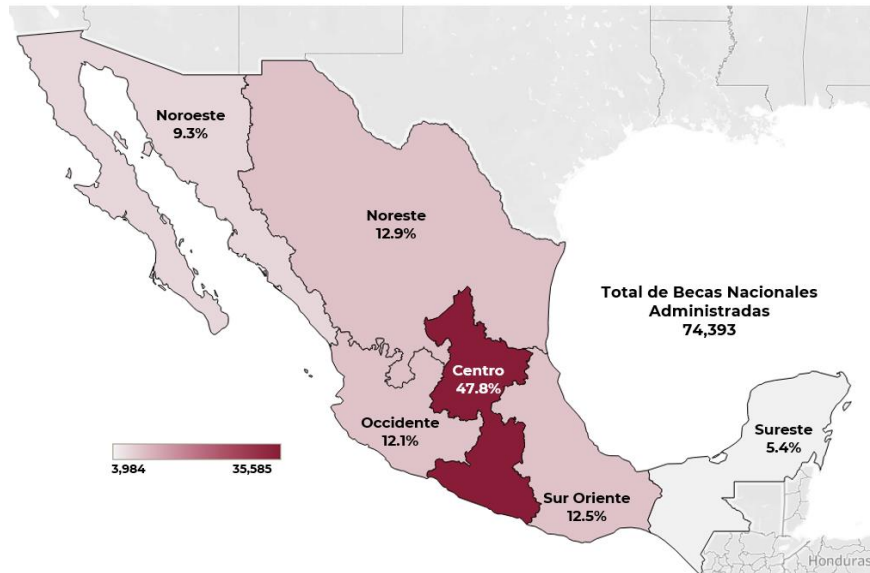 Noroeste
9.3%
Noreste
12.9%
Total de Becas Nacionales
Administradas
74,393
Centro
47.8%
Occidente
12.1%
Sureste
5.4%
3,984
35,585
Sur Oriente
12.5%
Honduras